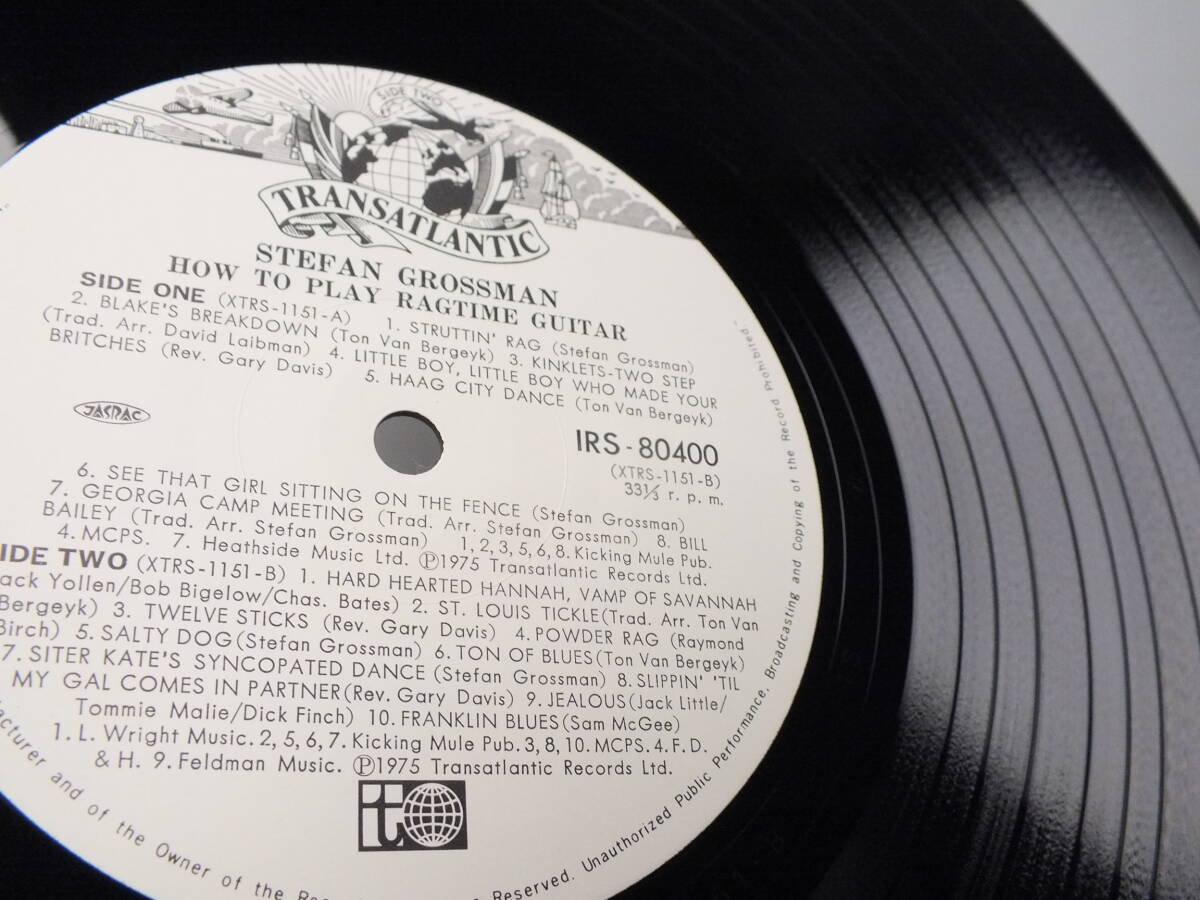 SIDE TWO
TRANSATLANTIC
STEFAN GROSSMAN
HOW TO PLAY RAGTIME GUITAR
SIDE ONE (XTRS-1151-A) 1. STRUTTIN' RAG (Stefan Grossman)
2. BLAKE'S BREAKDOWN (Ton Van Bergeyk) 3. KINKLETS-TWO STEP
(Trad. Arr. David Laibman) 4. LITTLE BOY, LITTLE BOY WHO MADE YOUR
BRITCHES (Rev. Gary Davis) 5. HAAG CITY DANCE (Ton Van Bergeyk)
JASRAC
IRS-80400
(XTRS-1151-B)
33⅓ r. p. m.
6. SEE THAT GIRL SITTING ON THE FENCE (Stefan Grossman)
7. GEORGIA CAMP MEETING (Trad. Arr. Stefan Grossman) 8. BILL
BAILEY (Trad. Arr. Stefan Grossman) 1, 2, 3, 5, 6, 8. Kicking Mule Pub.
4. MCPS. 7. Heathside Music Ltd. Ⓟ1975 Transatlantic Records Ltd.
IDE TWO (XTRS-1151-B) 1. HARD HEARTED HANNAH, VAMP OF SAVANNAH
ack Yollen/Bob Bigelow/Chas. Bates) 2. ST. LOUIS TICKLE(Trad. Arr. Ton Van
Bergeyk) 3. TWELVE STICKS (Rev. Gary Davis) 4. POWDER RAG (Raymond
Birch) 5. SALTY DOG(Stefan Grossman) 6. TON OF BLUES(Ton Van Bergeyk)
7. SITER KATE'S SYNCOPATED DANCE (Stefan Grossman) 8. SLIPPIN' 'TIL
MY GAL COMES IN PARTNER(Rev. Gary Davis) 9. JEALOUS(Jack Little/
Tommie Malie/Dick Finch) 10. FRANKLIN BLUES(Sam McGee)
1. L. Wright Music. 2, 5, 6, 7. Kicking Mule Pub. 3, 8, 10. MCPS. 4. F. D.
& H. 9. Feldman Music. Ⓟ1975 Transatlantic Records Ltd.
it
facturer and of the Owner of the Rec Reserved. Unauthorized Public Performance, Broadcasting and Copying of the Record Prohibited.